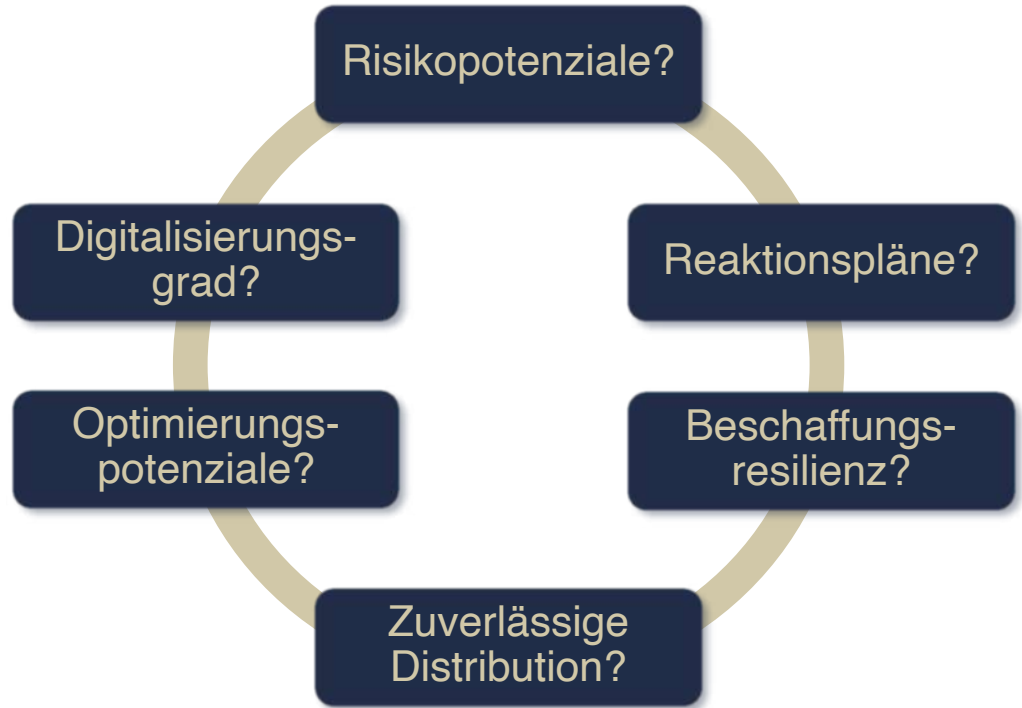 Risikopotenziale?
Reaktionspläne?
Beschaffungs-
resilienz?
Zuverlässige
Distribution?
Optimierungs-
potenziale?
Digitalisierungs-
grad?